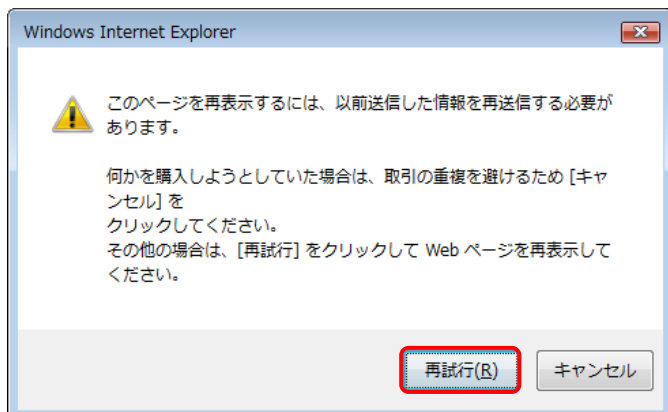 Windows Internet Explorer
このページを再表示するには、以前送信した情報を再送信する必要が
あります。
何かを購入しようとしていた場合は、取引の重複を避けるため [キャ
ンセル] を
クリックしてください。
その他の場合は、[再試行] をクリックして Web ページを再表示して
ください。
再試行(R)
キャンセル